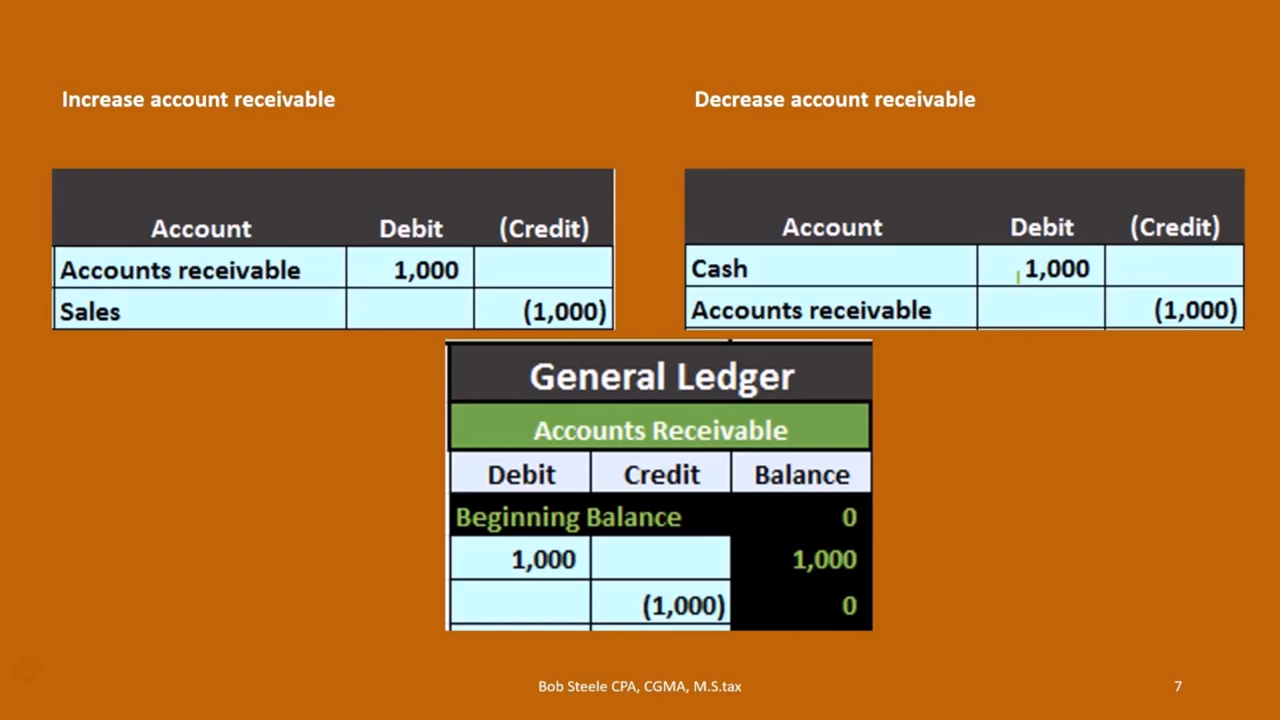 Increase account receivable
Decrease account receivable
Account Debit (Credit)
Accounts receivable 1,000
Sales (1,000)
Account Debit (Credit)
Cash 1,000
Accounts receivable (1,000)
General Ledger
Accounts Receivable
Debit Credit Balance
Beginning Balance 0
1,000 1,000
(1,000) 0
Bob Steele CPA, CGMA, M.S.tax
7